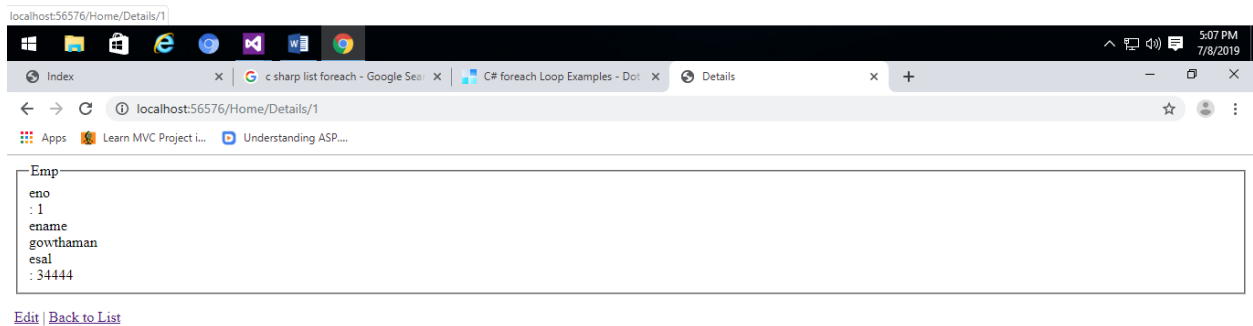 localhost:56576/Home/Details/1
5:07 PM
7/8/2019
Index
c sharp list foreach - Google Sear
C# foreach Loop Examples - Dot
Details
localhost:56576/Home/Details/1
Apps Learn MVC Project i... Understanding ASP....
Emp
eno
: 1
ename
gowthaman
esal
: 34444
Edit | Back to List